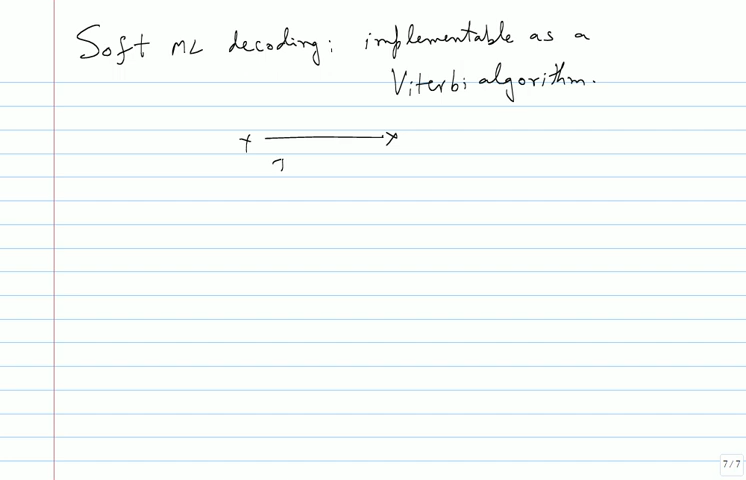 Soft ML decoding: implementable as a
Viterbi algorithm.
7/7